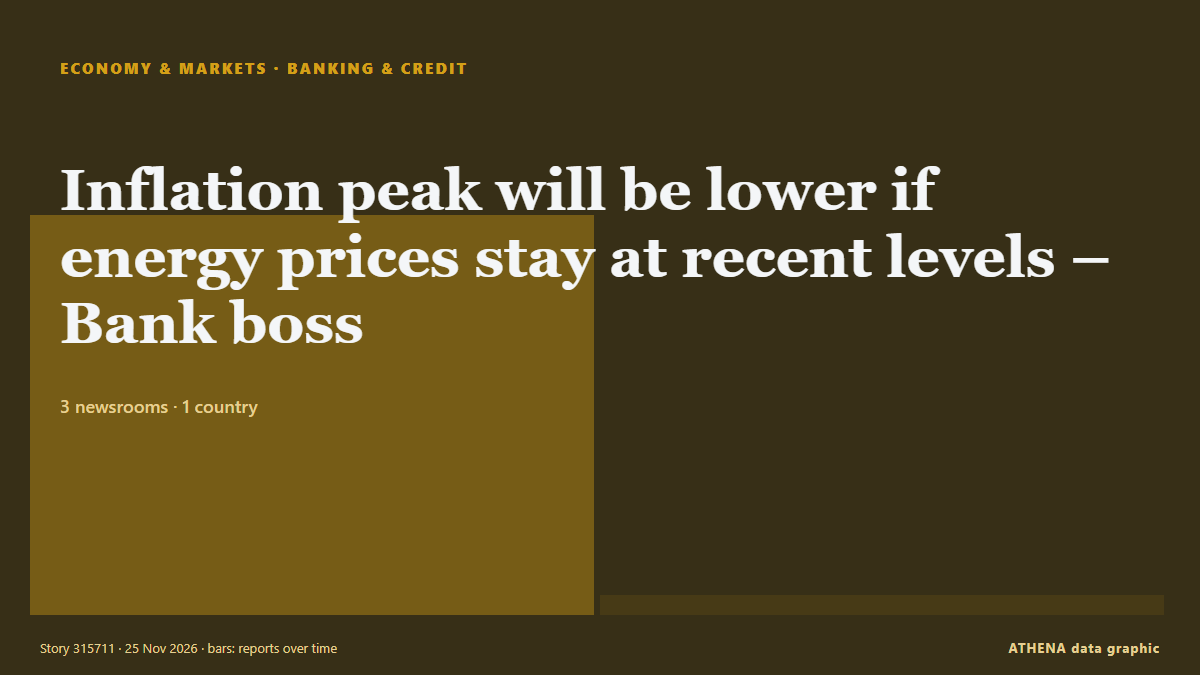 ECONOMY & MARKETS · BANKING & CREDIT
Inflation peak will be lower if
energy prices stay at recent levels –
Bank boss
3 newsrooms · 1 country
Story 315711 · 25 Nov 2026 · bars: reports over time
ATHENA data graphic